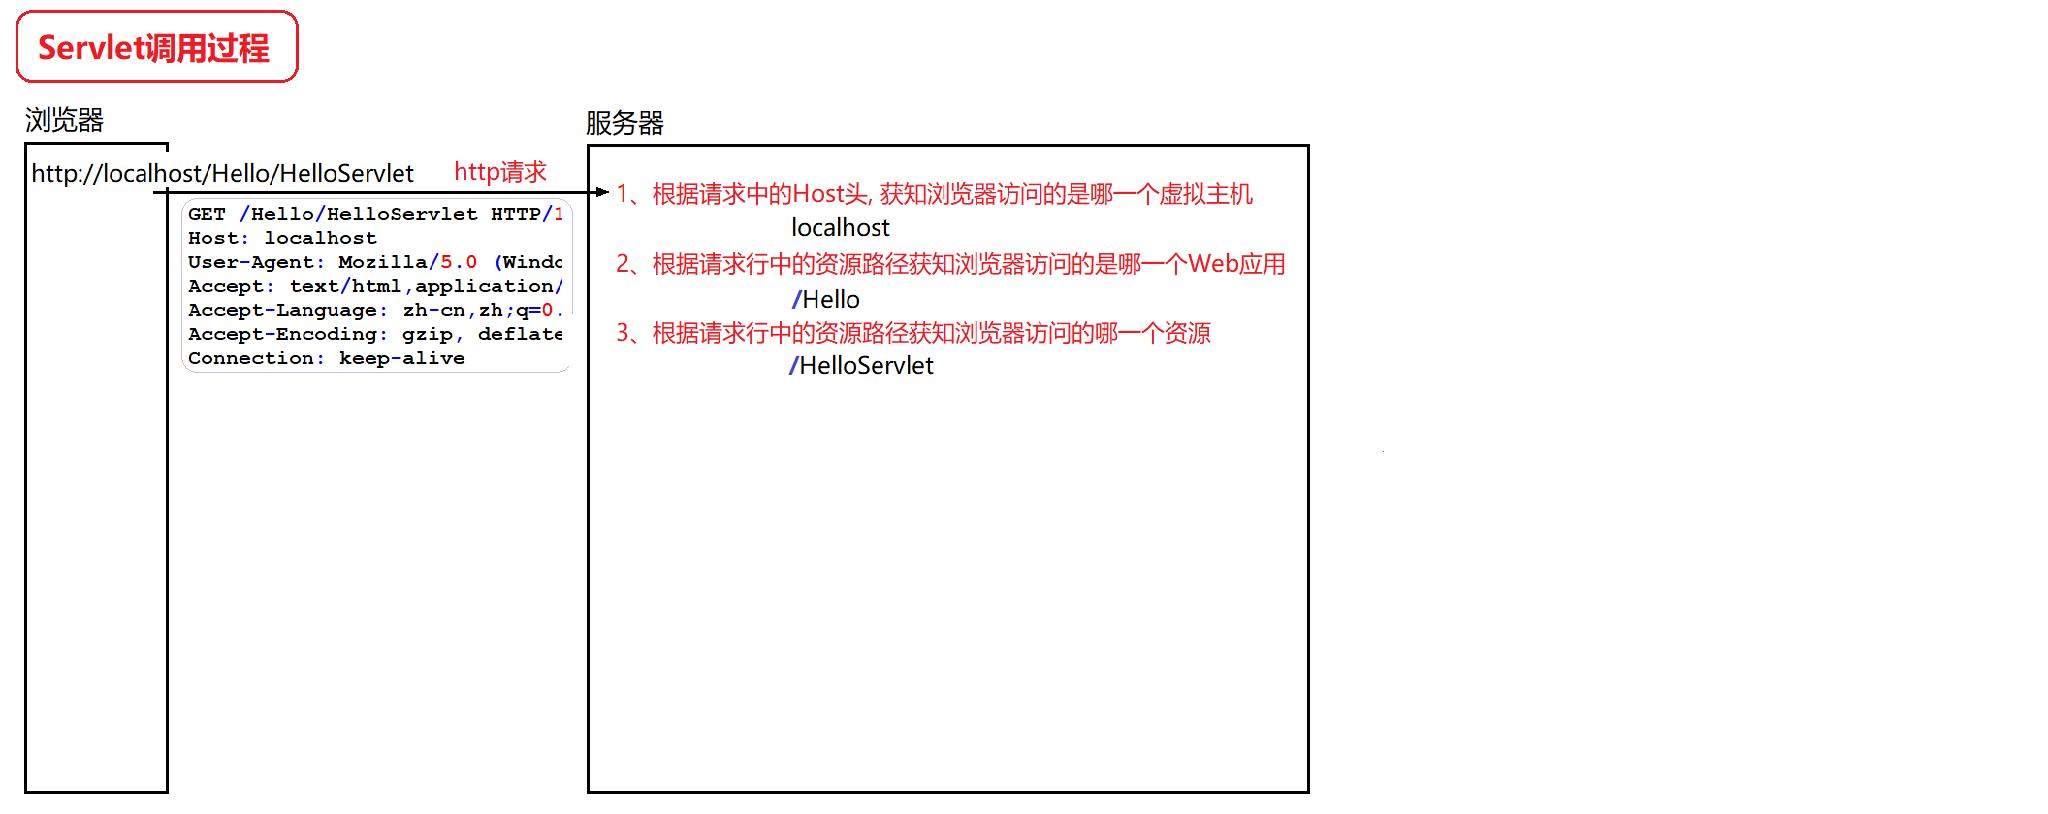 Servlet调用过程
浏览器
http://localhost/Hello/HelloServlet
http请求
GET /Hello/HelloServlet HTTP/1
Host: localhost
User-Agent: Mozilla/5.0 (Windo
Accept: text/html,application/
Accept-Language: zh-cn,zh;q=0.
Accept-Encoding: gzip, deflate
Connection: keep-alive
服务器
1、根据请求中的Host头, 获知浏览器访问的是哪一个虚拟主机
localhost
2、根据请求行中的资源路径获知浏览器访问的是哪一个Web应用
/Hello
3、根据请求行中的资源路径获知浏览器访问的哪一个资源
/HelloServlet